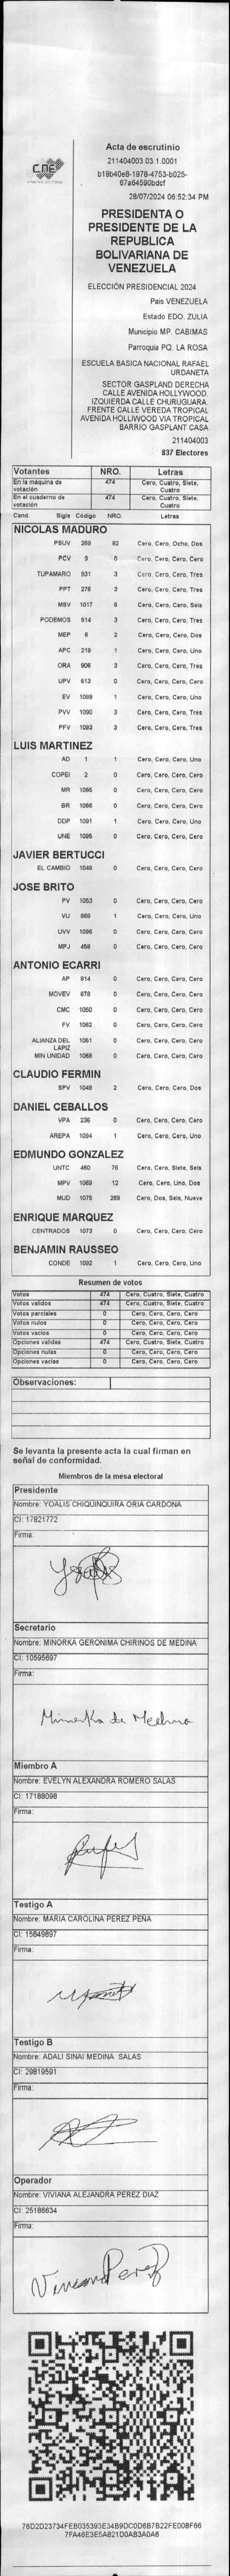 CNE
Acta de escrutinio
211404003.03.1.0001
b19b40e8-1978-4753-b025-
67a64590bdcf
28/07/2024 06:52:34 PM
PRESIDENTA O
PRESIDENTE DE LA
REPUBLICA
BOLIVARIANA DE
VENEZUELA
ELECCIÓN PRESIDENCIAL 2024
Pais VENEZUELA
Estado EDO. ZULIA
Municipio MP. CABIMAS
Parroquia PQ. LA ROSA
ESCUELA BASICA NACIONAL RAFAEL
URDANETA
SECTOR GASPLAND DERECHA
CALLE AVENIDA HOLLYWOOD.
IZQUIERDA CALLE CHURUGUARA.
FRENTE CALLE VEREDA TROPICAL
AVENIDA HOLLIWOOD VIA TROPICAL
BARRIO GASPLANT CASA
211404003
837 Electores
Votantes NRO. Letras
En la máquina de votación 474 Cero, Cuatro, Siete, Cuatro
En el cuaderno de votación 474 Cero, Cuatro, Siete, Cuatro
Cand. Sigla Código NRO. Letras
NICOLAS MADURO
PSUV 269 82 Cero, Cero, Ocho, Dos
PCV 9 0 Cero, Cero, Cero, Cero
TUPAMARO 931 3 Cero, Cero, Cero, Tres
PPT 276 3 Cero, Cero, Cero, Tres
MSV 1017 6 Cero, Cero, Cero, Seis
PODEMOS 514 3 Cero, Cero, Cero, Tres
MEP 6 2 Cero, Cero, Cero, Dos
APC 219 1 Cero, Cero, Cero, Uno
ORA 906 3 Cero, Cero, Cero, Tres
UPV 613 0 Cero, Cero, Cero, Cero
EV 1089 1 Cero, Cero, Cero, Uno
PVV 1090 3 Cero, Cero, Cero, Tres
PFV 1093 3 Cero, Cero, Cero, Tres
LUIS MARTINEZ
AD 1 1 Cero, Cero, Cero, Uno
COPEI 2 0 Cero, Cero, Cero, Cero
MR 1065 0 Cero, Cero, Cero, Cero
BR 1066 0 Cero, Cero, Cero, Cero
DDP 1091 1 Cero, Cero, Cero, Uno
UNE 1095 0 Cero, Cero, Cero, Cero
JAVIER BERTUCCI
EL CAMBIO 1048 0 Cero, Cero, Cero, Cero
JOSE BRITO
PV 1053 0 Cero, Cero, Cero, Cero
VU 868 1 Cero, Cero, Cero, Uno
UVV 1096 0 Cero, Cero, Cero, Cero
MPJ 458 0 Cero, Cero, Cero, Cero
ANTONIO ECARRI
AP 814 0 Cero, Cero, Cero, Cero
MOVEV 878 0 Cero, Cero, Cero, Cero
CMC 1050 0 Cero, Cero, Cero, Cero
FV 1062 0 Cero, Cero, Cero, Cero
ALIANZA DEL LAPIZ 1051 0 Cero, Cero, Cero, Cero
MIN UNIDAD 1068 0 Cero, Cero, Cero, Cero
CLAUDIO FERMIN
SPV 1049 2 Cero, Cero, Cero, Dos
DANIEL CEBALLOS
VPA 236 0 Cero, Cero, Cero, Cero
AREPA 1094 1 Cero, Cero, Cero, Uno
EDMUNDO GONZALEZ
UNTC 460 76 Cero, Cero, Siete, Seis
MPV 1069 12 Cero, Cero, Uno, Dos
MUD 1075 269 Cero, Dos, Seis, Nueve
ENRIQUE MARQUEZ
CENTRADOS 1073 0 Cero, Cero, Cero, Cero
BENJAMIN RAUSSEO
CONDE 1092 1 Cero, Cero, Cero, Uno
Resumen de votos
Votos 474 Cero, Cuatro, Siete, Cuatro
Votos validos 474 Cero, Cuatro, Siete, Cuatro
Votos parciales 0 Cero, Cero, Cero, Cero
Votos nulos 0 Cero, Cero, Cero, Cero
Votos vacios 0 Cero, Cero, Cero, Cero
Opciones validas 474 Cero, Cuatro, Siete, Cuatro
Opciones nulas 0 Cero, Cero, Cero, Cero
Opciones vacias 0 Cero, Cero, Cero, Cero
Observaciones:
Se levanta la presente acta la cual firman en
señal de conformidad.
Miembros de la mesa electoral
Presidente
Nombre: YOALIS CHIQUINQUIRA ORIA CARDONA
CI: 17821772
Firma:
Secretario
Nombre: MINORKA GERONIMA CHIRINOS DE MEDINA
CI: 10595697
Firma:
Minorka de Medina
Miembro A
Nombre: EVELYN ALEXANDRA ROMERO SALAS
CI: 17188098
Firma:
Testigo A
Nombre: MARIA CAROLINA PEREZ PEÑA
CI: 15849897
Firma:
Testigo B
Nombre: ADALI SINAI MEDINA SALAS
CI: 29819591
Firma:
Operador
Nombre: VIVIANA ALEJANDRA PEREZ DIAZ
CI: 25186634
Firma:
Viviana Perez
76D2D23734FEB035393E34B9DC0D6B7B22FE008F66
7FA46E3E5A821D0AB3A0A6